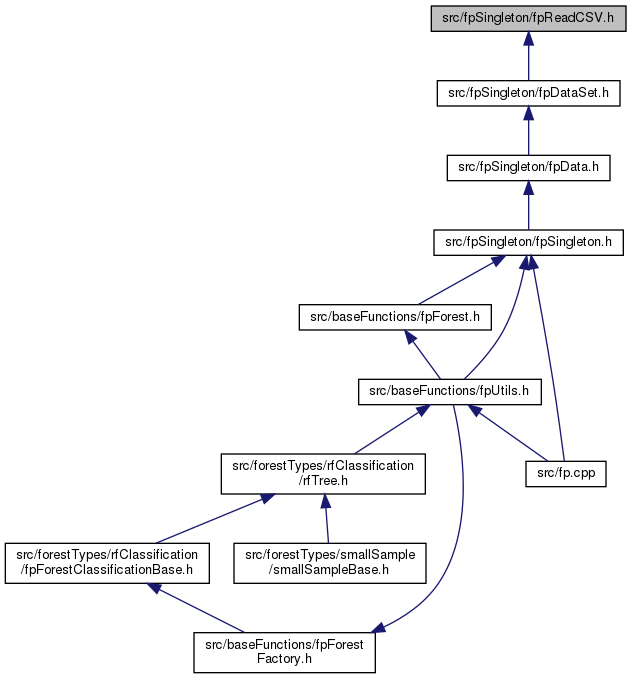 src/fpSingleton/fpReadCSV.h
src/fpSingleton/fpDataSet.h
src/fpSingleton/fpData.h
src/fpSingleton/fpSingleton.h
src/baseFunctions/fpForest.h
src/baseFunctions/fpUtils.h
src/forestTypes/rfClassification
/rfTree.h
src/fp.cpp
src/forestTypes/rfClassification
/fpForestClassificationBase.h
src/forestTypes/smallSample
/smallSampleBase.h
src/baseFunctions/fpForest
Factory.h